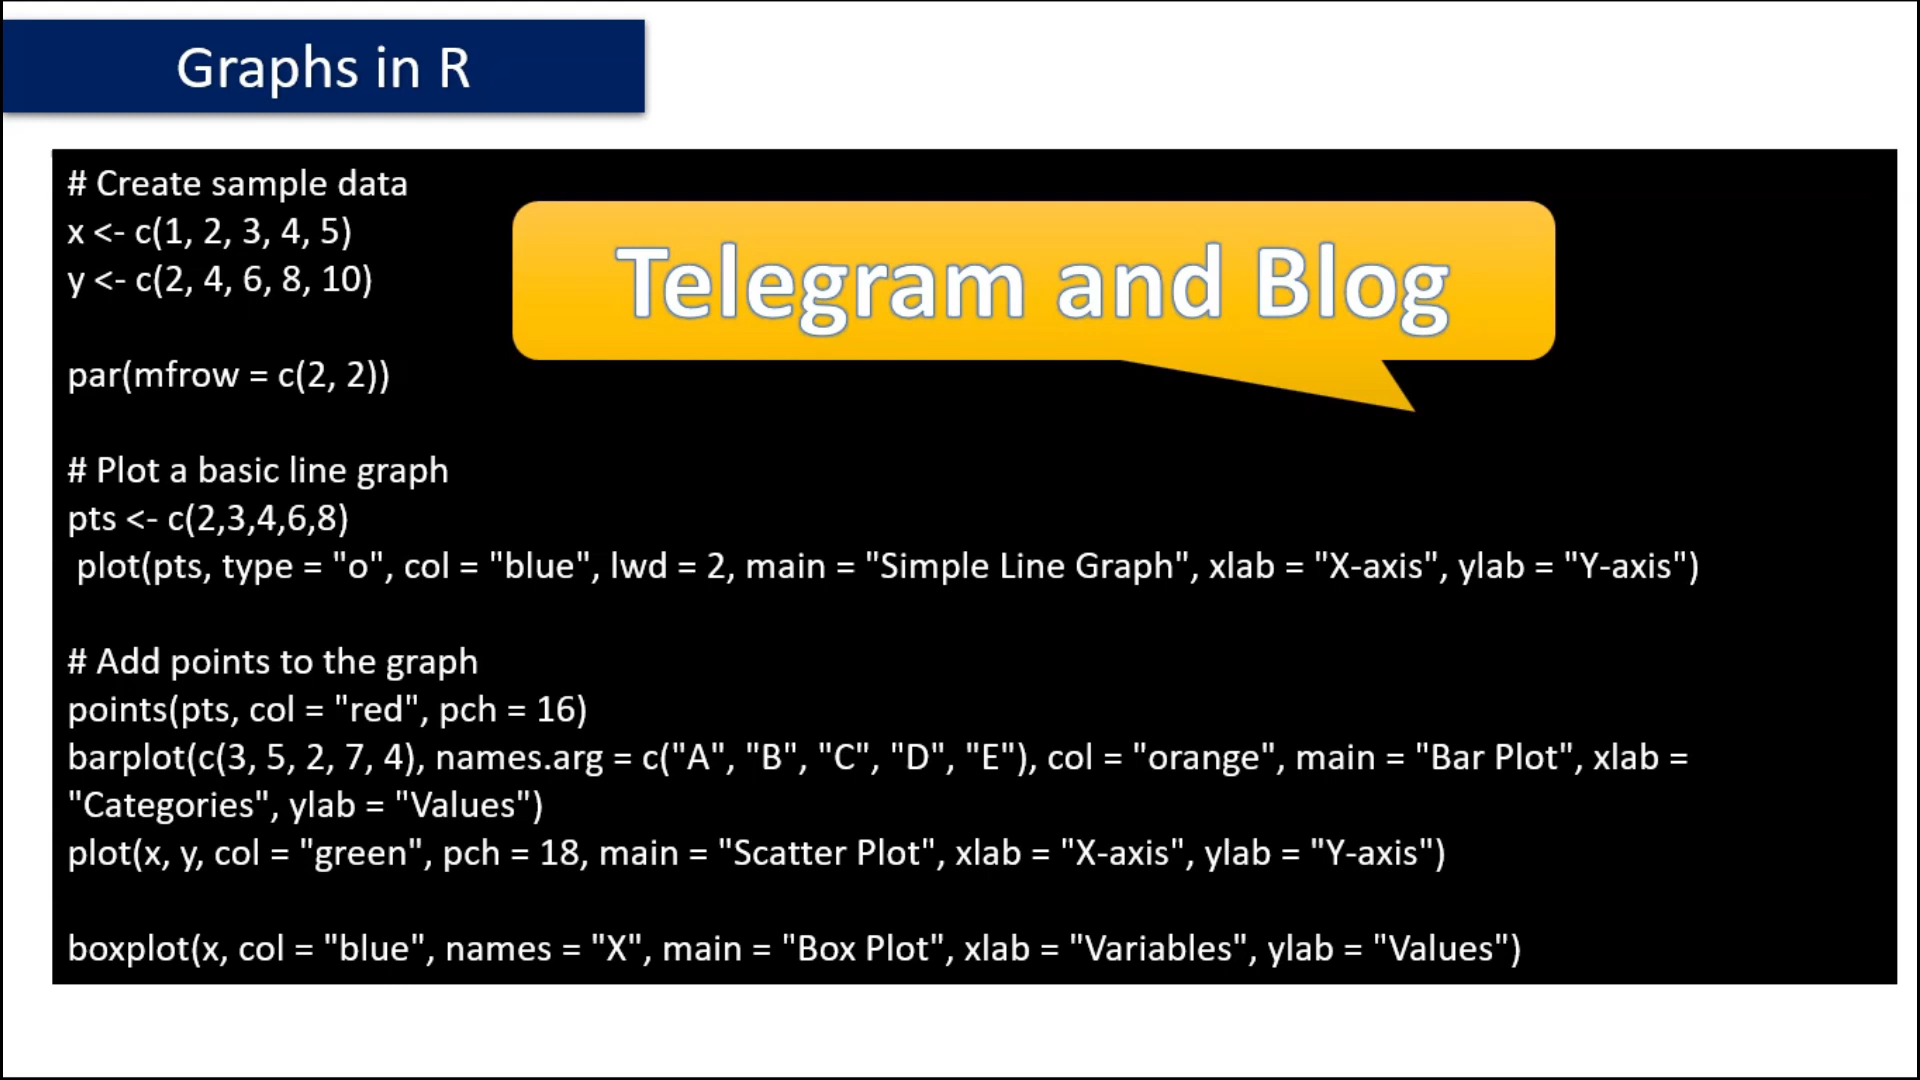 Graphs in R
# Create sample data
x <- c(1, 2, 3, 4, 5)
y <- c(2, 4, 6, 8, 10)
Telegram and Blog
par(mfrow = c(2, 2))
# Plot a basic line graph
pts <- c(2,3,4,6,8)
plot(pts, type = "o", col = "blue", lwd = 2, main = "Simple Line Graph", xlab = "X-axis", ylab = "Y-axis")
# Add points to the graph
points(pts, col = "red", pch = 16)
barplot(c(3, 5, 2, 7, 4), names.arg = c("A", "B", "C", "D", "E"), col = "orange", main = "Bar Plot", xlab =
"Categories", ylab = "Values")
plot(x, y, col = "green", pch = 18, main = "Scatter Plot", xlab = "X-axis", ylab = "Y-axis")
boxplot(x, col = "blue", names = "X", main = "Box Plot", xlab = "Variables", ylab = "Values")